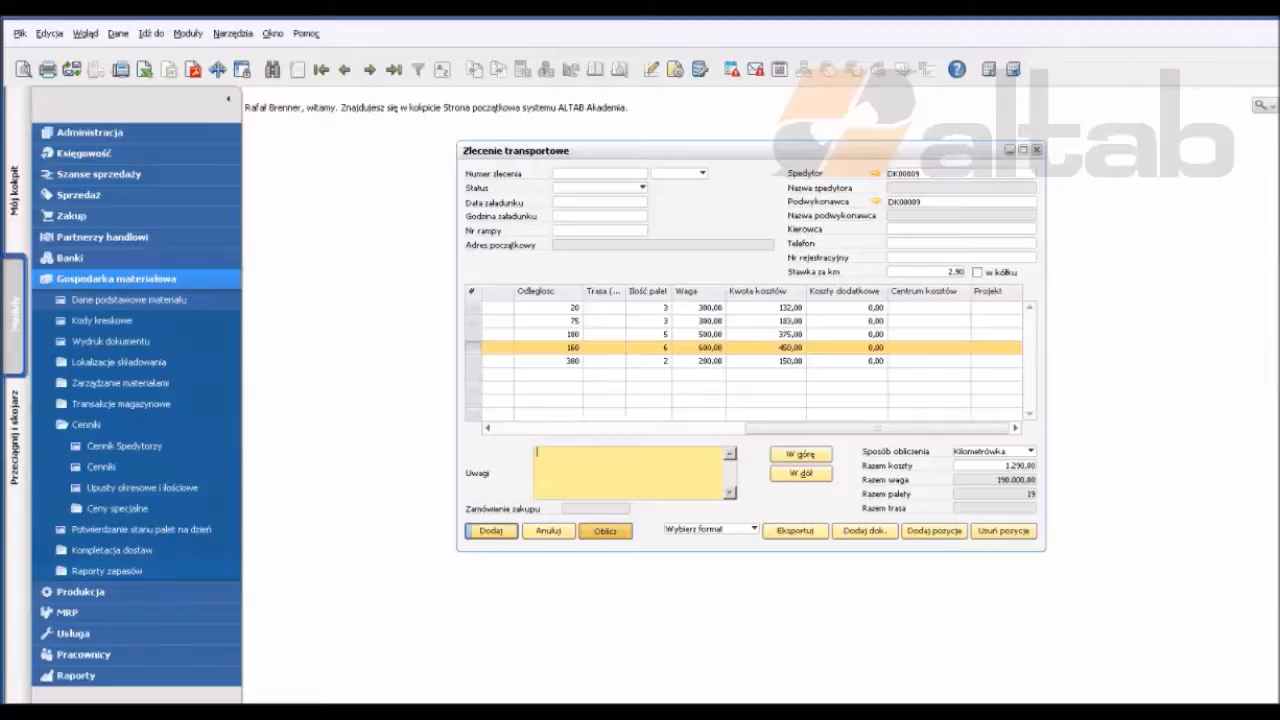 Plik Edycja Wgląd Dane Idź do Moduły Narzędzia Okno Pomoc
Rafał Brenner, witamy. Znajdujesz się w kokpicie Strona początkowa systemu ALTAB Akademia.
altab
Mój kokpit
Moduły
Przeciągnij i skojarz
Administracja
Księgowość
Szanse sprzedaży
Sprzedaż
Zakup
Partnerzy handlowi
Banki
Gospodarka materiałowa
Dane podstawowe materiału
Kody kreskowe
Wydruk dokumentu
Lokalizacje składowania
Zarządzanie materiałami
Transakcje magazynowe
Cenniki
Cennik Spedytorzy
Cenniki
Upusty okresowe i ilościowe
Ceny specjalne
Potwierdzanie stanu palet na dzień
Kompletacja dostaw
Raporty zapasów
Produkcja
MRP
Usługa
Pracownicy
Raporty
Zlecenie transportowe
Numer zlecenia
Status
Data załadunku
Godzina załadunku
Nr rampy
Adres początkowy
Spedytor DK00009
Nazwa spedytora
Podwykonawca DK00009
Nazwa podwykonawca
Kierowca
Telefon
Nr rejestracyjny
Stawka za km 2,90 w kółku
# Odległosc Trasa (... Ilość palet Waga Kwota kosztów Koszty dodatkowe Centrum kosztów Projekt
20 3 300,00 132,00 0,00
75 3 300,00 183,00 0,00
180 5 500,00 375,00 0,00
160 6 600,00 450,00 0,00
300 2 200,00 150,00 0,00
Uwagi
W górę
W dół
Sposób obliczenia Kilometrówka
Razem koszty 1.290,00
Razem waga 190.000,00
Razem palety 19
Razem trasa
Zamówienie zakupu
Dodaj Anuluj Oblicz Wybierz format Eksportuj Dodaj dok. Dodaj pozycje Usuń pozycje